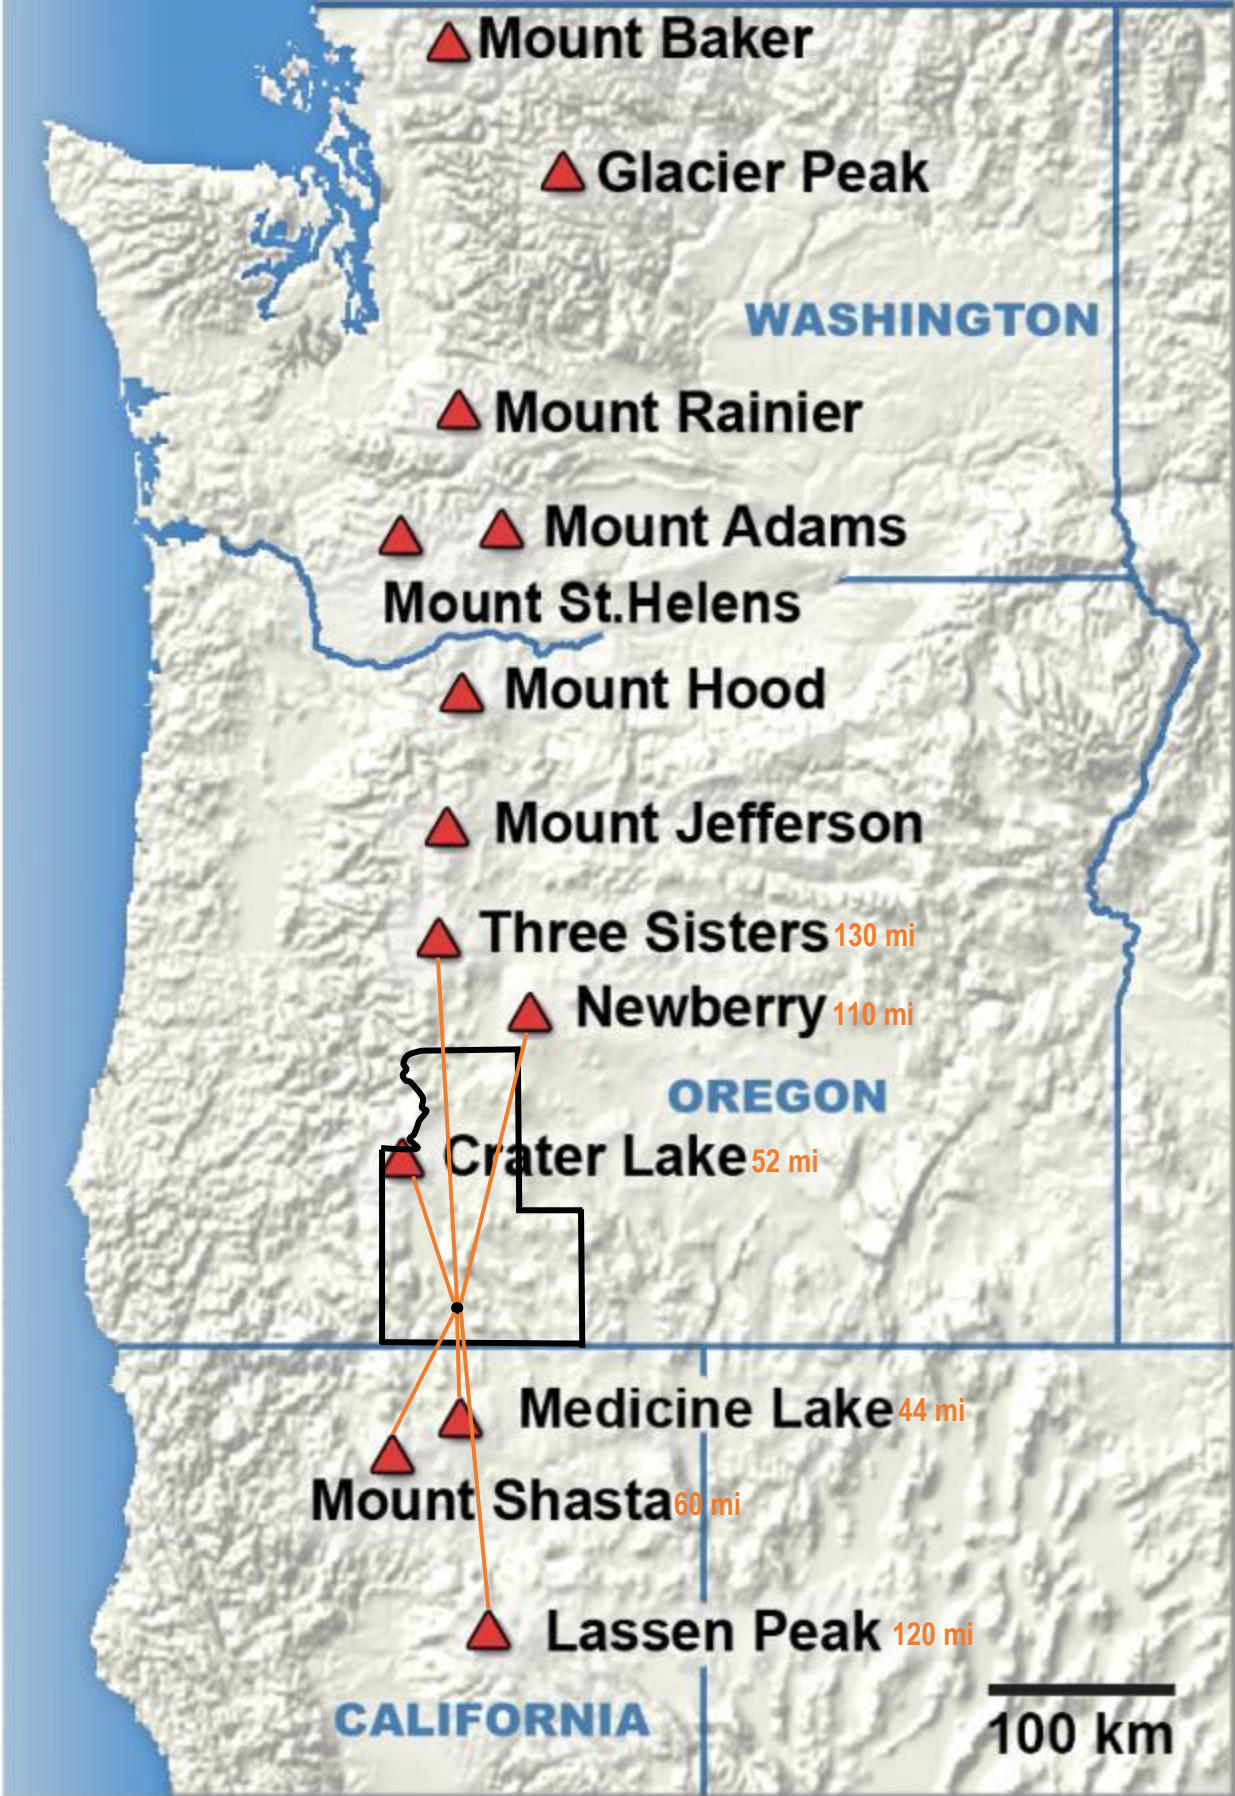 Mount Baker
Glacier Peak
WASHINGTON
Mount Rainier
Mount Adams
Mount St.Helens
Mount Hood
Mount Jefferson
Three Sisters 130 mi
Newberry 110 mi
OREGON
Crater Lake 52 mi
Medicine Lake 44 mi
Mount Shasta 60 mi
Lassen Peak 120 mi
CALIFORNIA
100 km